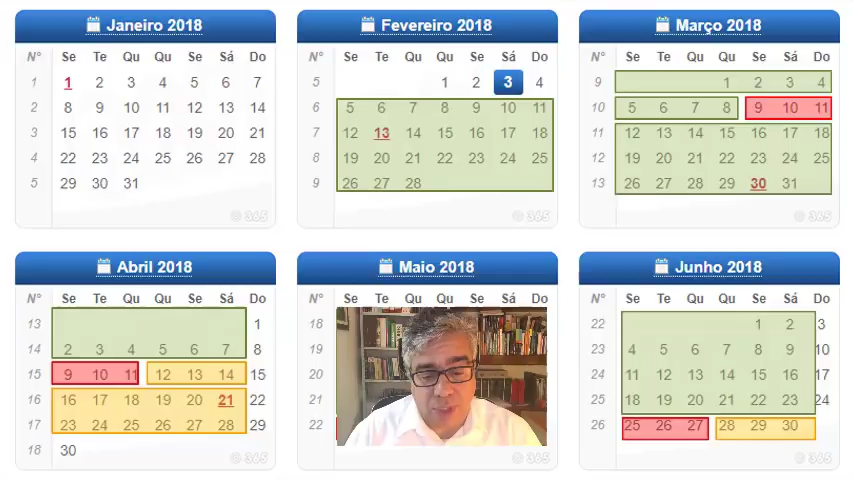 Janeiro 2018
N° Se Te Qu Qu Se Sá Do
1 1 2 3 4 5 6 7
2 8 9 10 11 12 13 14
3 15 16 17 18 19 20 21
4 22 23 24 25 26 27 28
5 29 30 31
365
Fevereiro 2018
N° Se Te Qu Qu Se Sá Do
5 1 2 3 4
6 5 6 7 8 9 10 11
7 12 13 14 15 16 17 18
8 19 20 21 22 23 24 25
9 26 27 28
365
Março 2018
N° Se Te Qu Qu Se Sá Do
9 1 2 3 4
10 5 6 7 8 9 10 11
11 12 13 14 15 16 17 18
12 19 20 21 22 23 24 25
13 26 27 28 29 30 31
365
Abril 2018
N° Se Te Qu Qu Se Sá Do
13 1
14 2 3 4 5 6 7 8
15 9 10 11 12 13 14 15
16 16 17 18 19 20 21 22
17 23 24 25 26 27 28 29
18 30
365
Maio 2018
N° Se Te Qu Qu Se Sá Do
18
19
20
21
22
365
Junho 2018
N° Se Te Qu Qu Se Sá Do
22 1 2 3
23 4 5 6 7 8 9 10
24 11 12 13 14 15 16 17
25 18 19 20 21 22 23 24
26 25 26 27 28 29 30
365